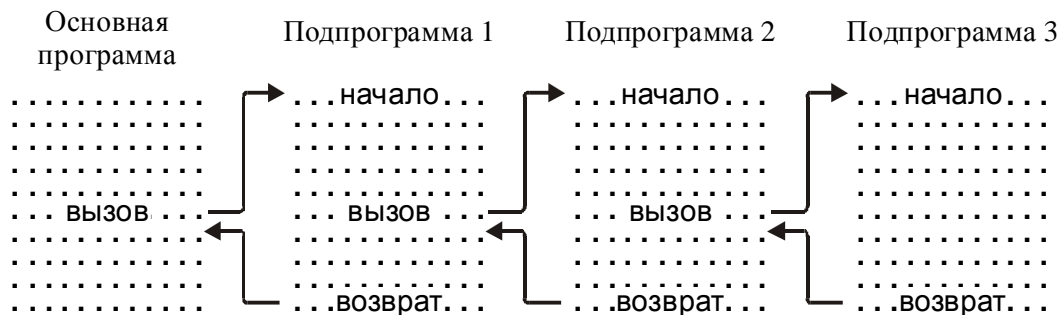 Основная
программа
Подпрограмма 1
Подпрограмма 2
Подпрограмма 3
. . . . . . . . . . . .
. . . начало . . .
. . . начало . . .
. . . начало . . .
. . . вызов . . .
. . . вызов . . .
. . . вызов . . .
. . . возврат. . .
. . . возврат. . .
. . . возврат. . .